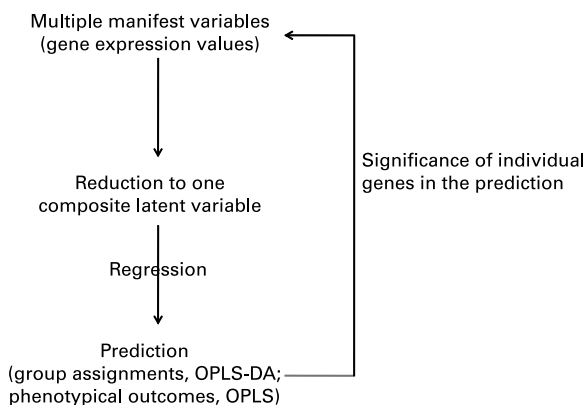 Multiple manifest variables
(gene expression values)
Significance of individual
genes in the prediction
Reduction to one
composite latent variable
Regression
Prediction
(group assignments, OPLS-DA;
phenotypical outcomes, OPLS)